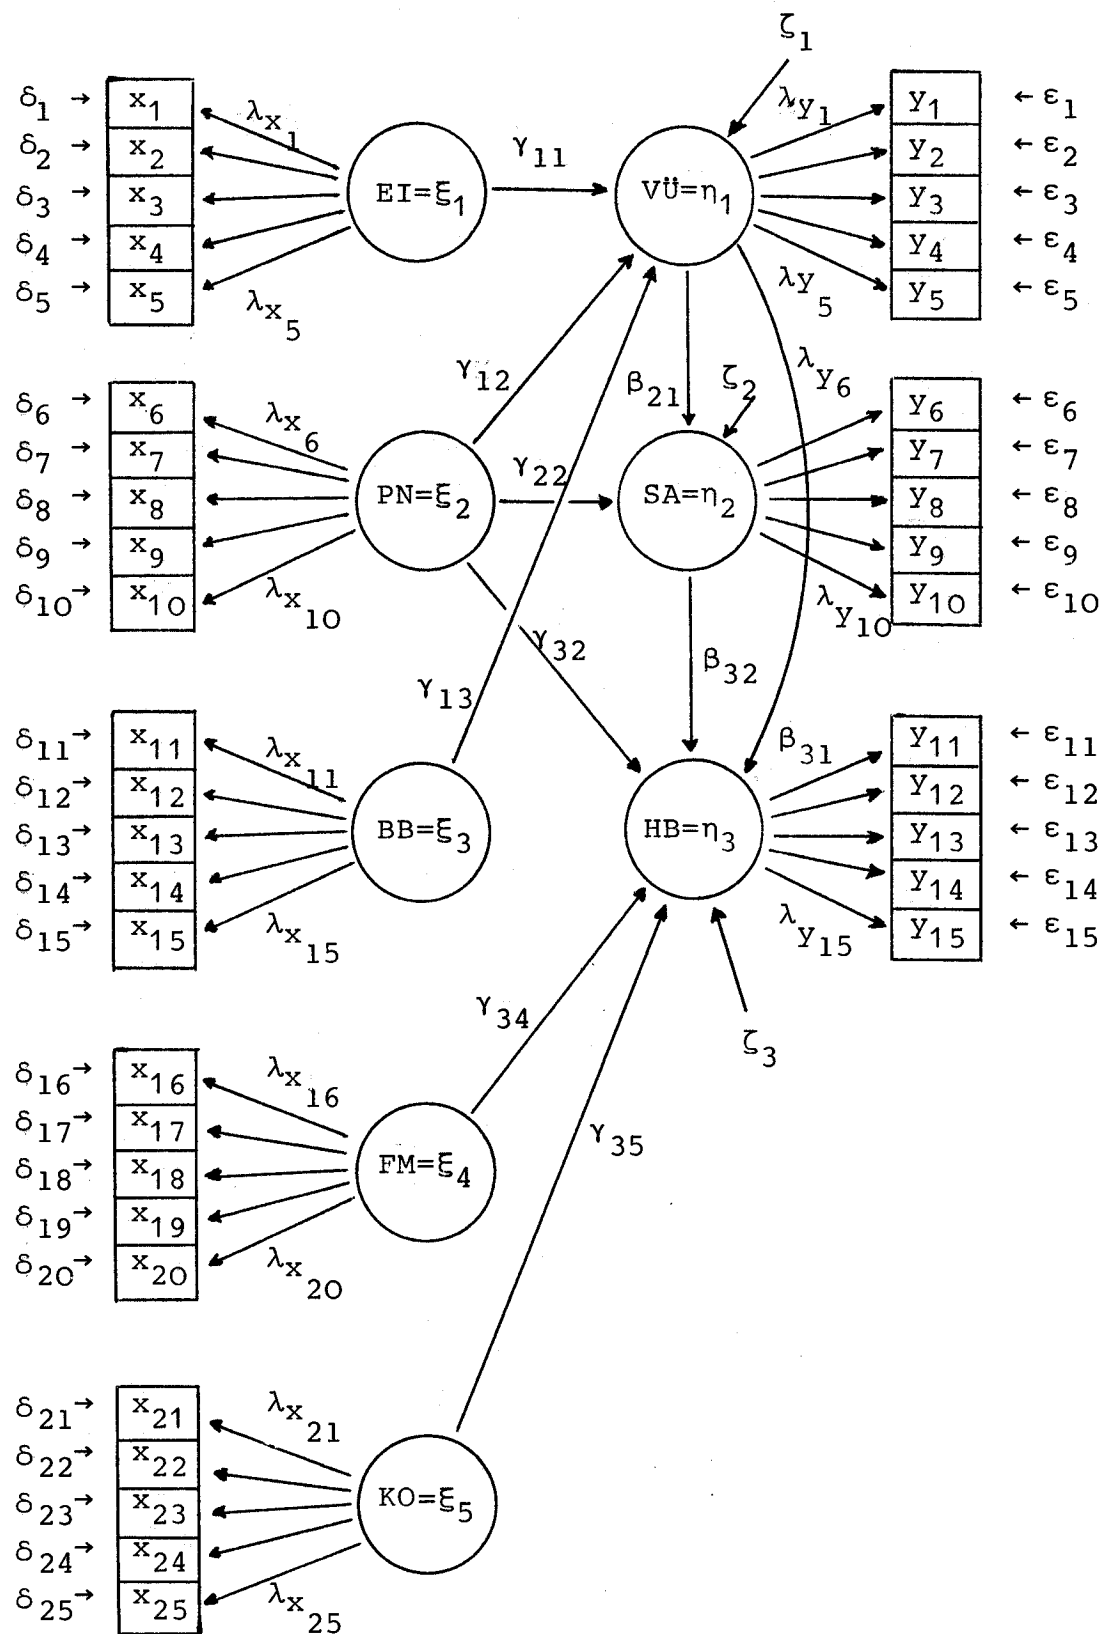 ζ₁
δ₁ → x₁ λx₁ λy₁ y₁ ← ε₁
δ₂ → x₂ γ₁₁ y₂ ← ε₂
δ₃ → x₃ EI=ξ₁ VÜ=η₁ y₃ ← ε₃
δ₄ → x₄ y₄ ← ε₄
δ₅ → x₅ λx₅ λy₅ y₅ ← ε₅
γ₁₂ β₂₁ ζ₂ λy₆
δ₆ → x₆ λx₆ y₆ ← ε₆
δ₇ → x₇ γ₂₂ y₇ ← ε₇
δ₈ → x₈ PN=ξ₂ SA=η₂ y₈ ← ε₈
δ₉ → x₉ y₉ ← ε₉
δ₁₀ → x₁₀ λx₁₀ λy₁₀ y₁₀ ← ε₁₀
γ₃₂ β₃₂
γ₁₃
δ₁₁ → x₁₁ λx₁₁ β₃₁ y₁₁ ← ε₁₁
δ₁₂ → x₁₂ y₁₂ ← ε₁₂
δ₁₃ → x₁₃ BB=ξ₃ HB=η₃ y₁₃ ← ε₁₃
δ₁₄ → x₁₄ y₁₄ ← ε₁₄
δ₁₅ → x₁₅ λx₁₅ λy₁₅ y₁₅ ← ε₁₅
γ₃₄ ζ₃
δ₁₆ → x₁₆ λx₁₆
δ₁₇ → x₁₇ γ₃₅
δ₁₈ → x₁₈ FM=ξ₄
δ₁₉ → x₁₉
δ₂₀ → x₂₀ λx₂₀
δ₂₁ → x₂₁ λx₂₁
δ₂₂ → x₂₂
δ₂₃ → x₂₃ KO=ξ₅
δ₂₄ → x₂₄
δ₂₅ → x₂₅ λx₂₅